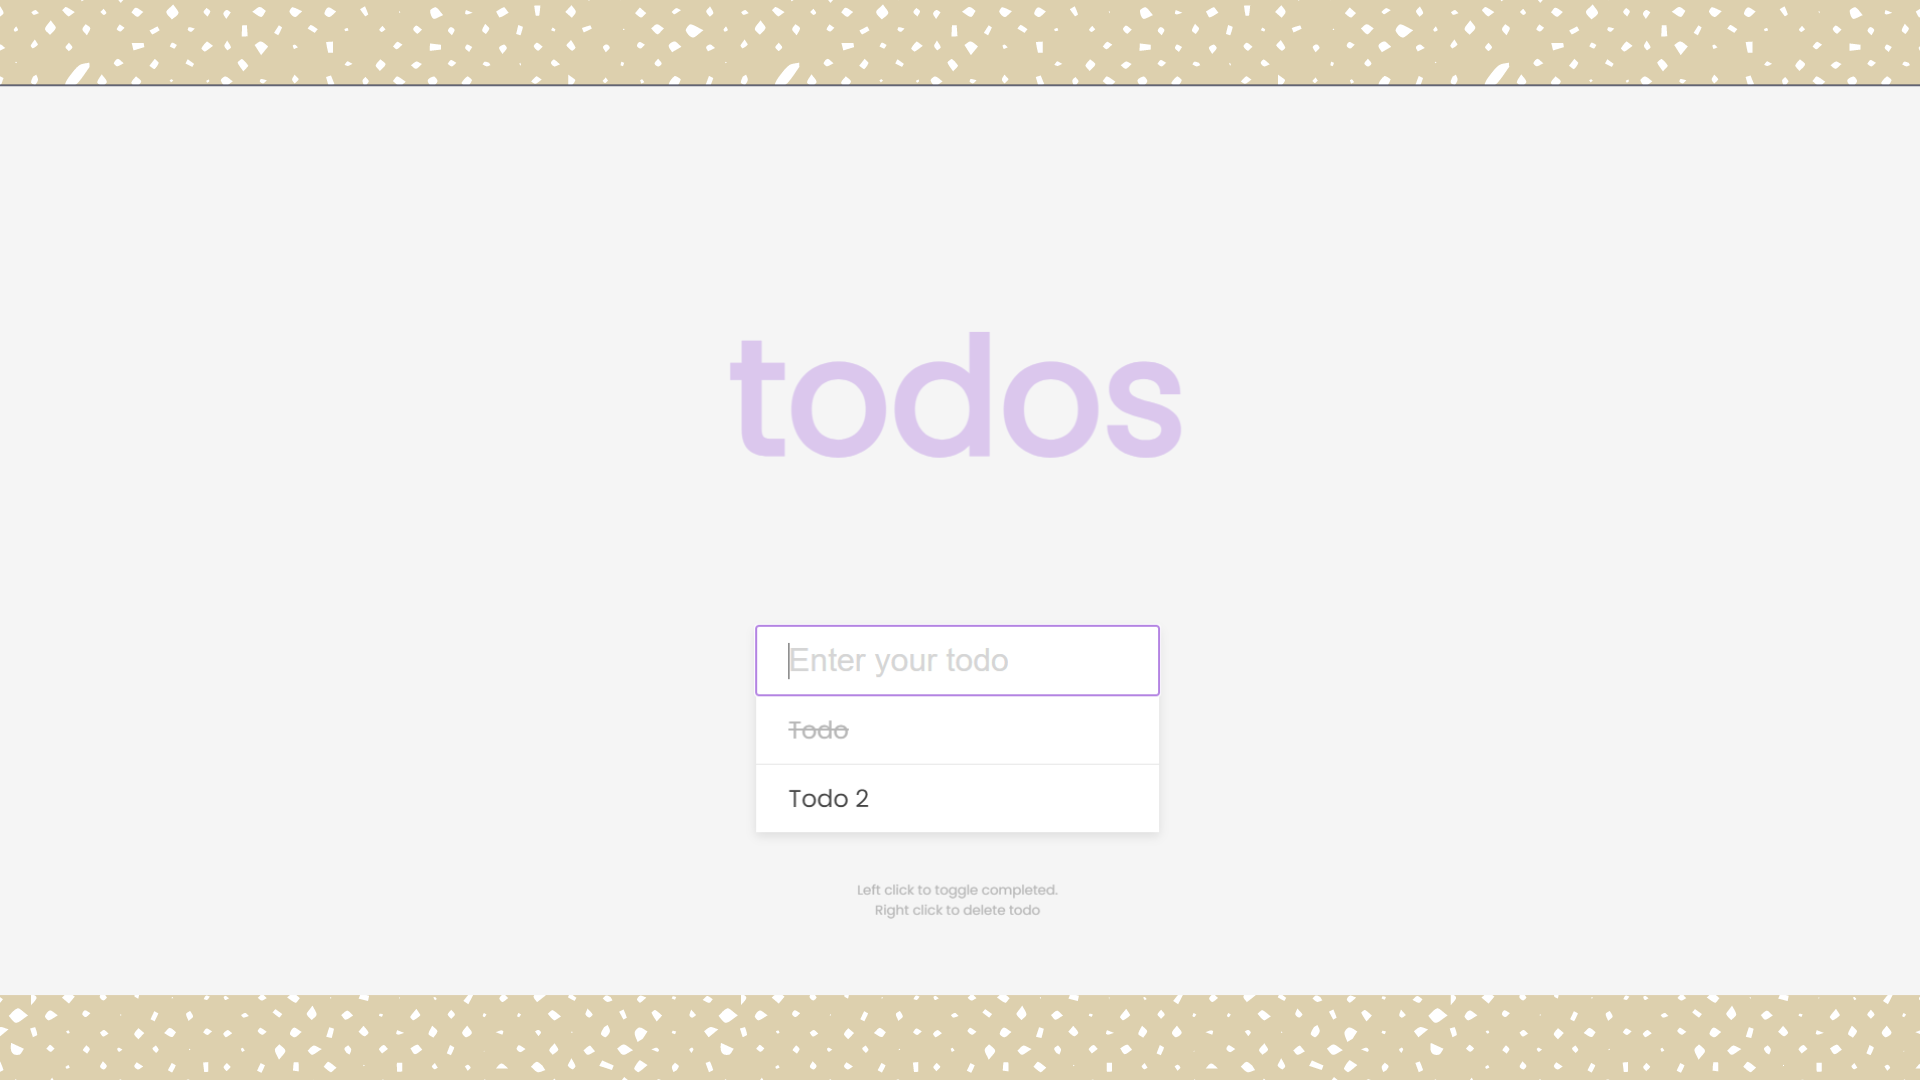 todos
Enter your todo
Todo
Todo 2
Left click to toggle completed.
Right click to delete todo